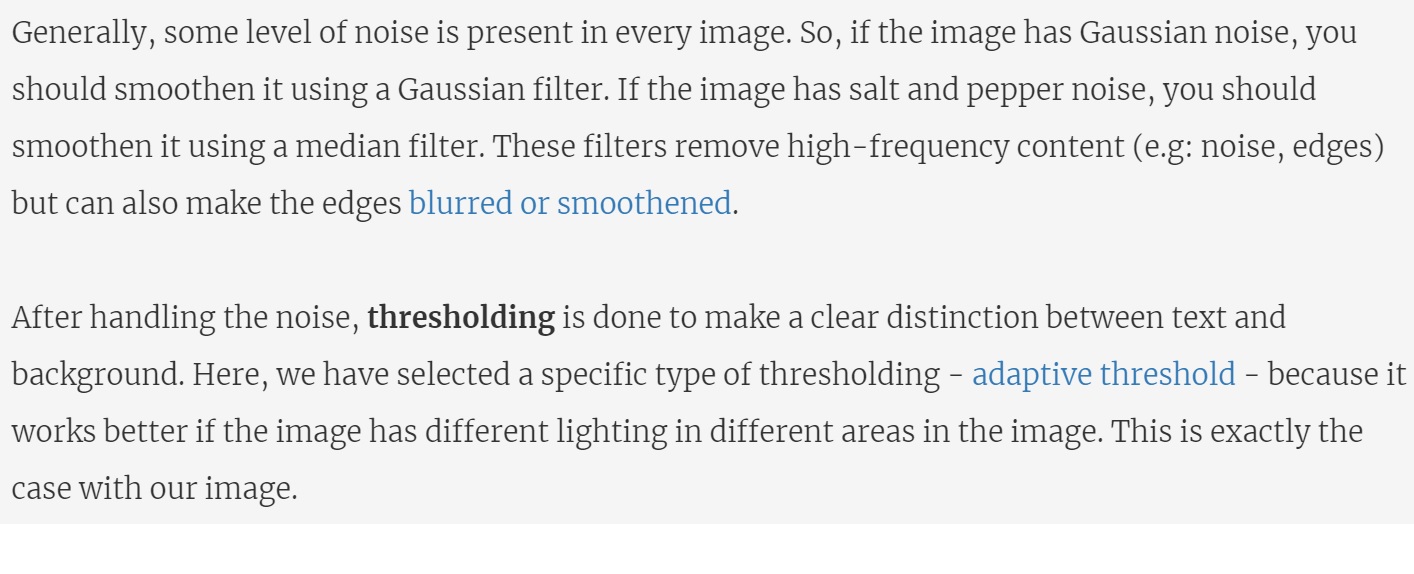 Generally, some level of noise is present in every image. So, if the image has Gaussian noise, you
should smoothen it using a Gaussian filter. If the image has salt and pepper noise, you should
smoothen it using a median filter. These filters remove high-frequency content (e.g: noise, edges)
but can also make the edges blurred or smoothened.
After handling the noise, thresholding is done to make a clear distinction between text and
background. Here, we have selected a specific type of thresholding - adaptive threshold - because it
works better if the image has different lighting in different areas in the image. This is exactly the
case with our image.